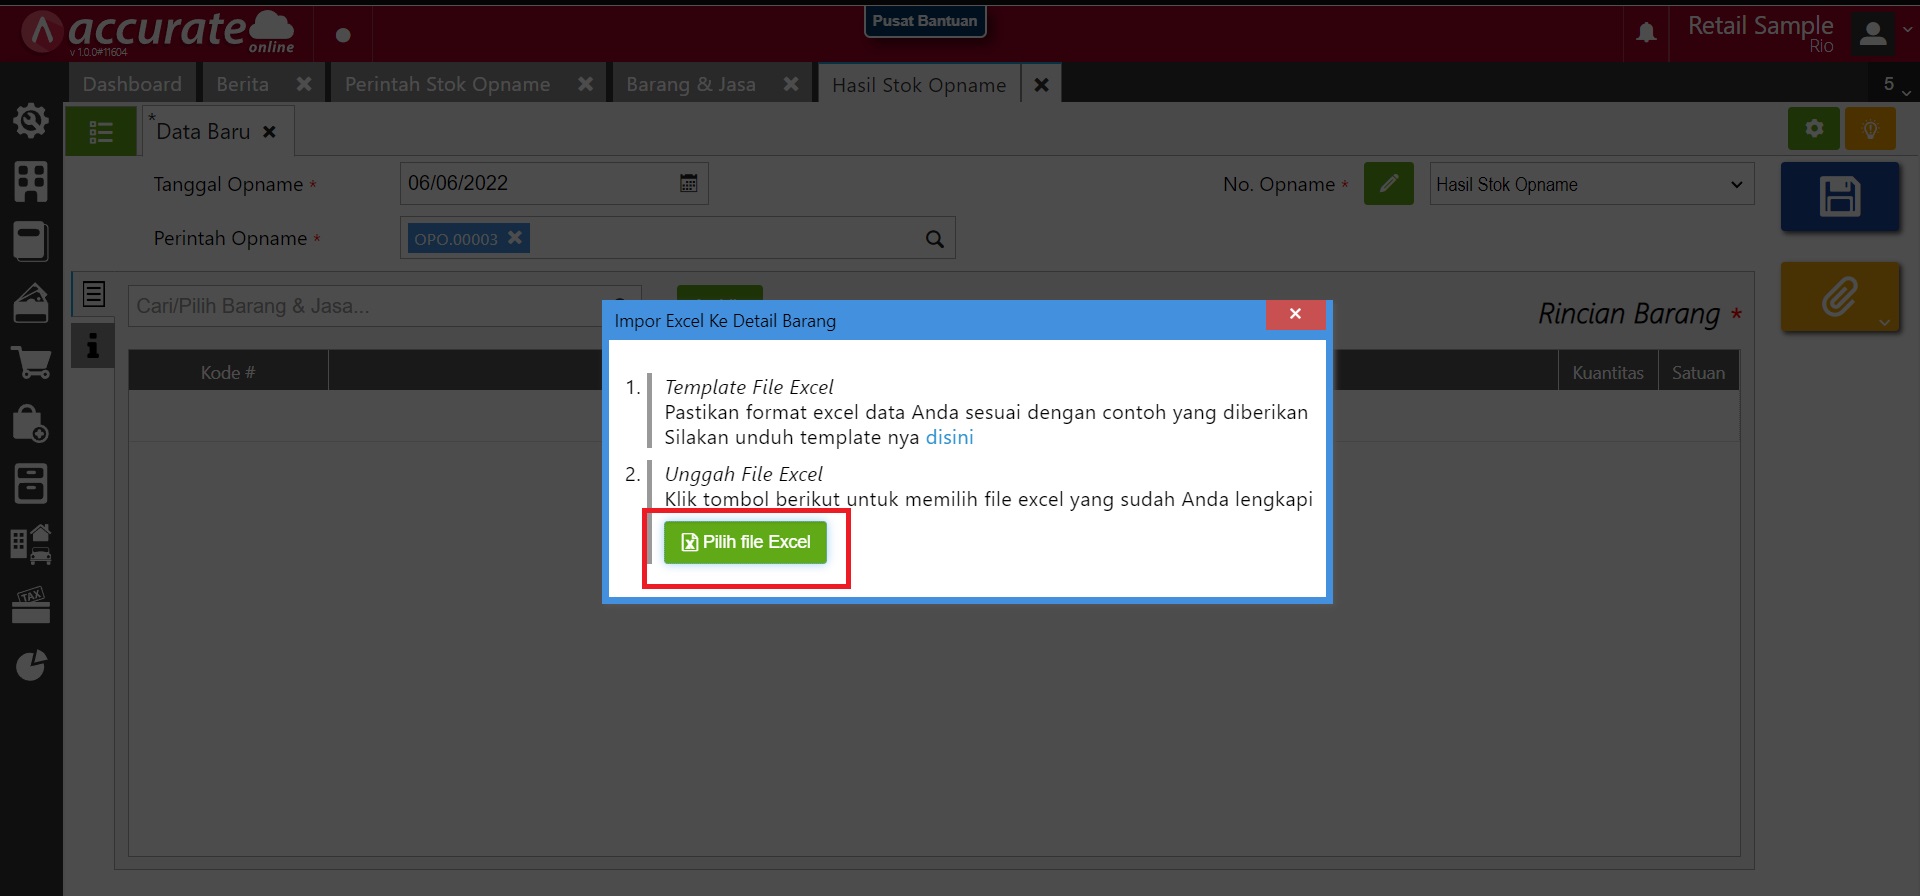 accurate
online
v 1.0.0#11604
Pusat Bantuan
Retail Sample
Rio
Dashboard
Berita
Perintah Stok Opname
Barang & Jasa
Hasil Stok Opname
5
*Data Baru
Tanggal Opname *
06/06/2022
No. Opname *
Hasil Stok Opname
Perintah Opname *
OPO.00003
Cari/Pilih Barang & Jasa...
Rincian Barang *
Kode #
Kuantitas
Satuan
Impor Excel Ke Detail Barang
1. Template File Excel
Pastikan format excel data Anda sesuai dengan contoh yang diberikan
Silakan unduh template nya disini
2. Unggah File Excel
Klik tombol berikut untuk memilih file excel yang sudah Anda lengkapi
Pilih file Excel
TAX